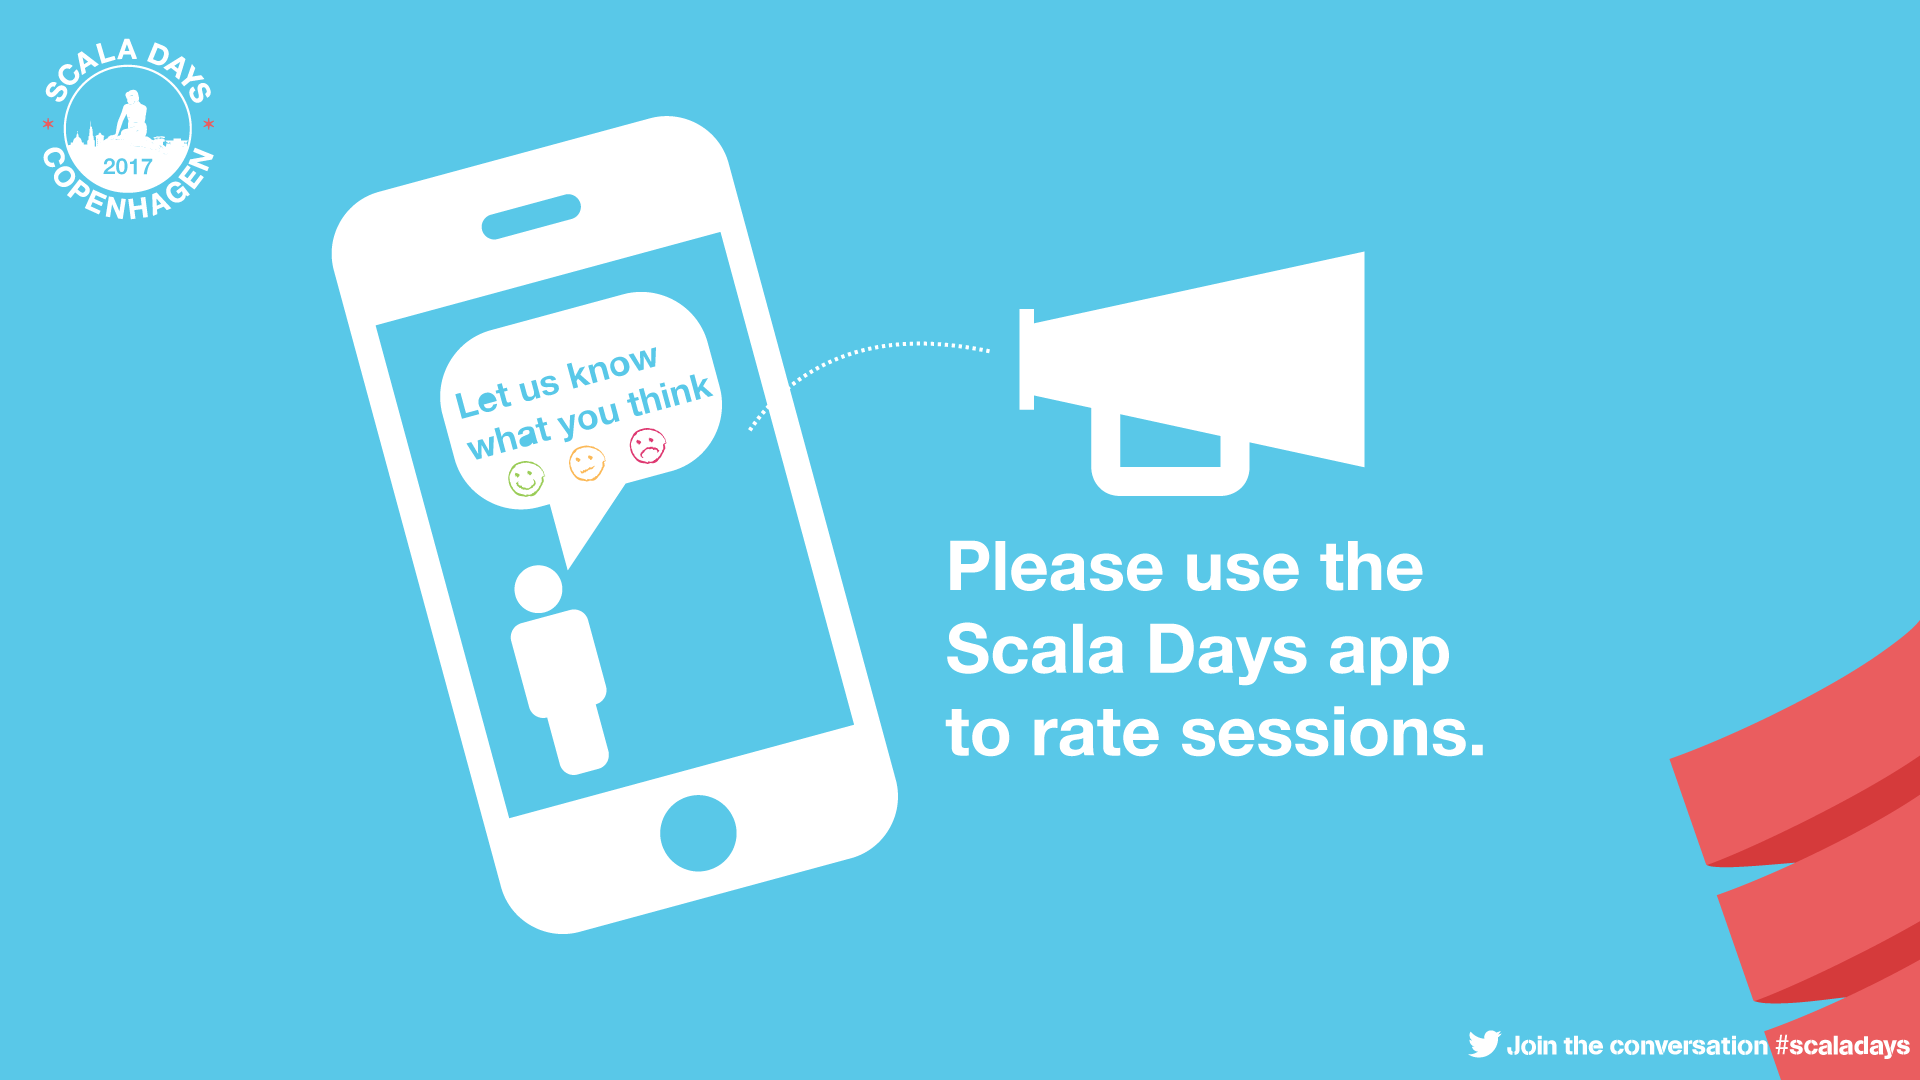 SCALA DAYS
2017
COPENHAGEN
Let us know
what you think
Please use the
Scala Days app
to rate sessions.
Join the conversation #scaladays